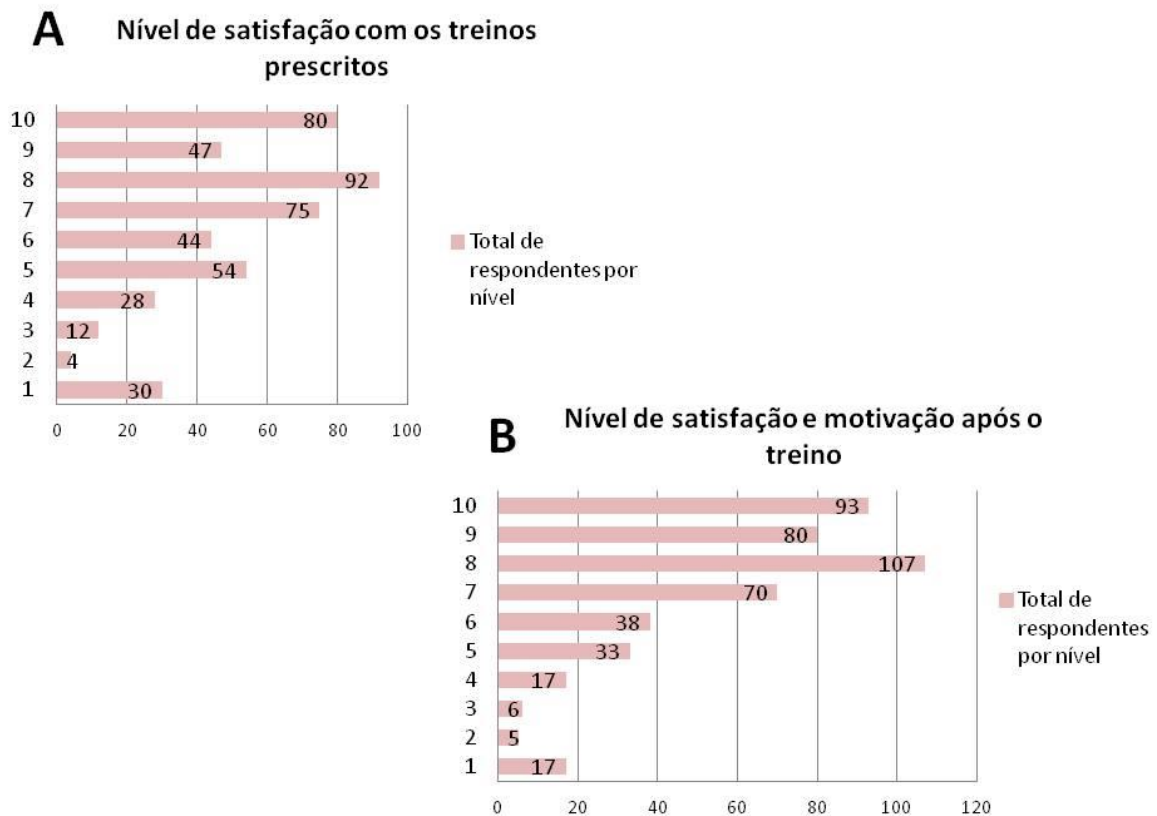 A
Nível de satisfação com os treinos
prescritos
10
80
9
47
8
92
7
75
6
44
5
54
4
28
3
12
2
4
1
30
0 20 40 60 80 100
Total de
respondentes por
nível
B
Nível de satisfação e motivação após o
treino
10
93
9
80
8
107
7
70
6
38
5
33
4
17
3
6
2
5
1
17
0 20 40 60 80 100 120
Total de
respondentes
por nível